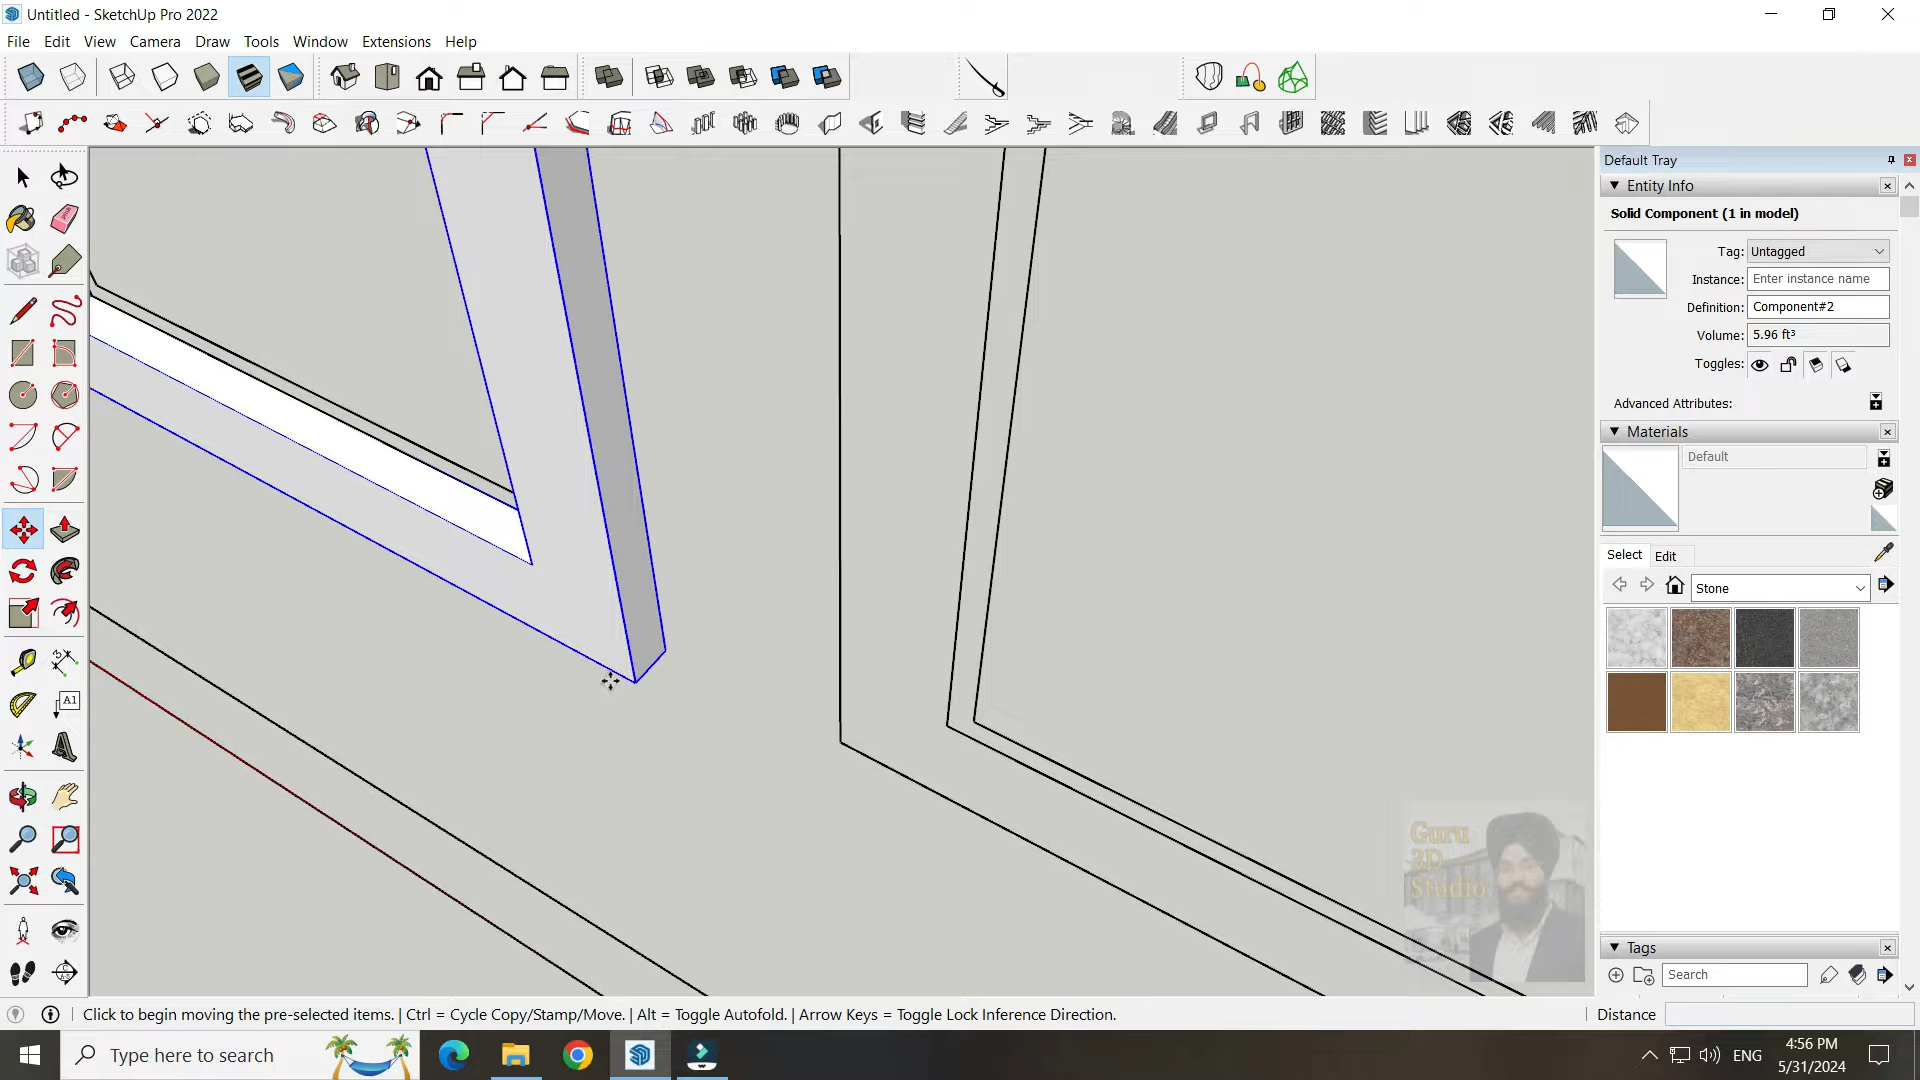 Untitled - SketchUp Pro 2022
File Edit View Camera Draw Tools Window Extensions Help
Default Tray
Entity Info
Solid Component (1 in model)
Tag: Untagged
Instance: Enter instance name
Definition: Component#2
Volume: 5.96 ft³
Toggles:
Advanced Attributes:
Materials
Default
Select Edit
Stone
A1
Guru
3D
Studio
Tags
Search
Click to begin moving the pre-selected items. | Ctrl = Cycle Copy/Stamp/Move. | Alt = Toggle Autofold. | Arrow Keys = Toggle Lock Inference Direction.
Distance
Type here to search
ENG
4:56 PM
5/31/2024